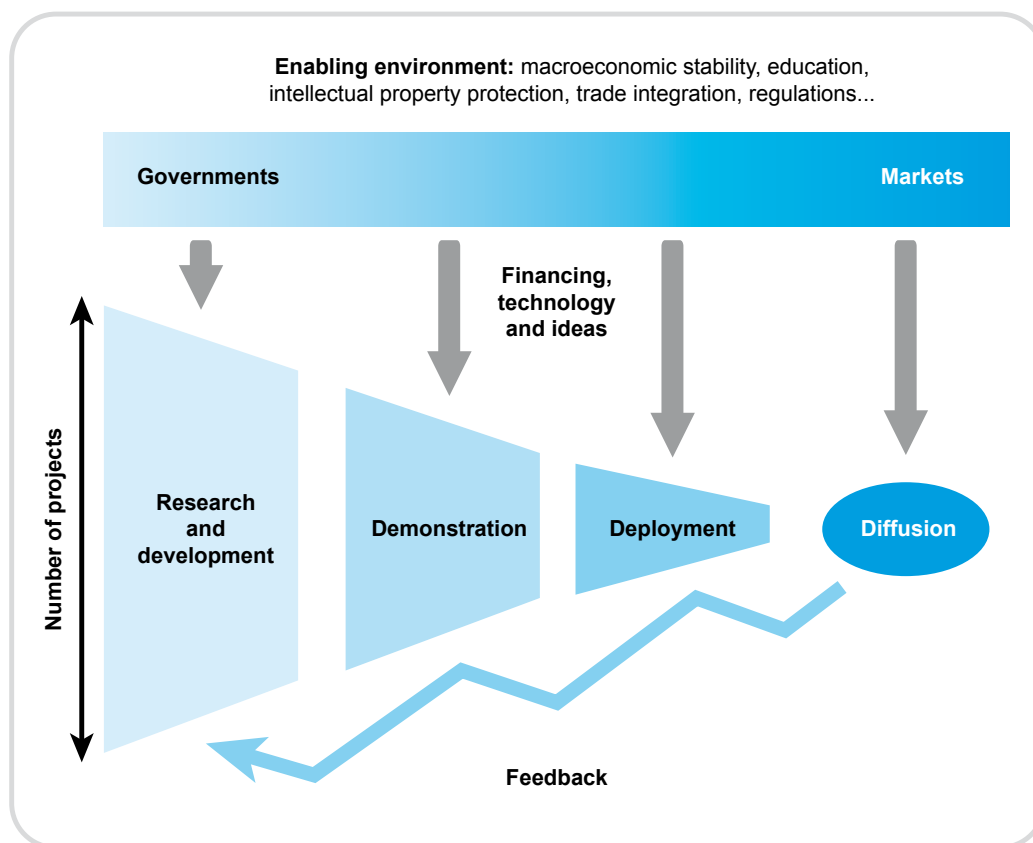 Enabling environment: macroeconomic stability, education,
intellectual property protection, trade integration, regulations...
Governments
Markets
Financing,
technology
and ideas
Number of projects
Research
and
development
Demonstration
Deployment
Diffusion
Feedback